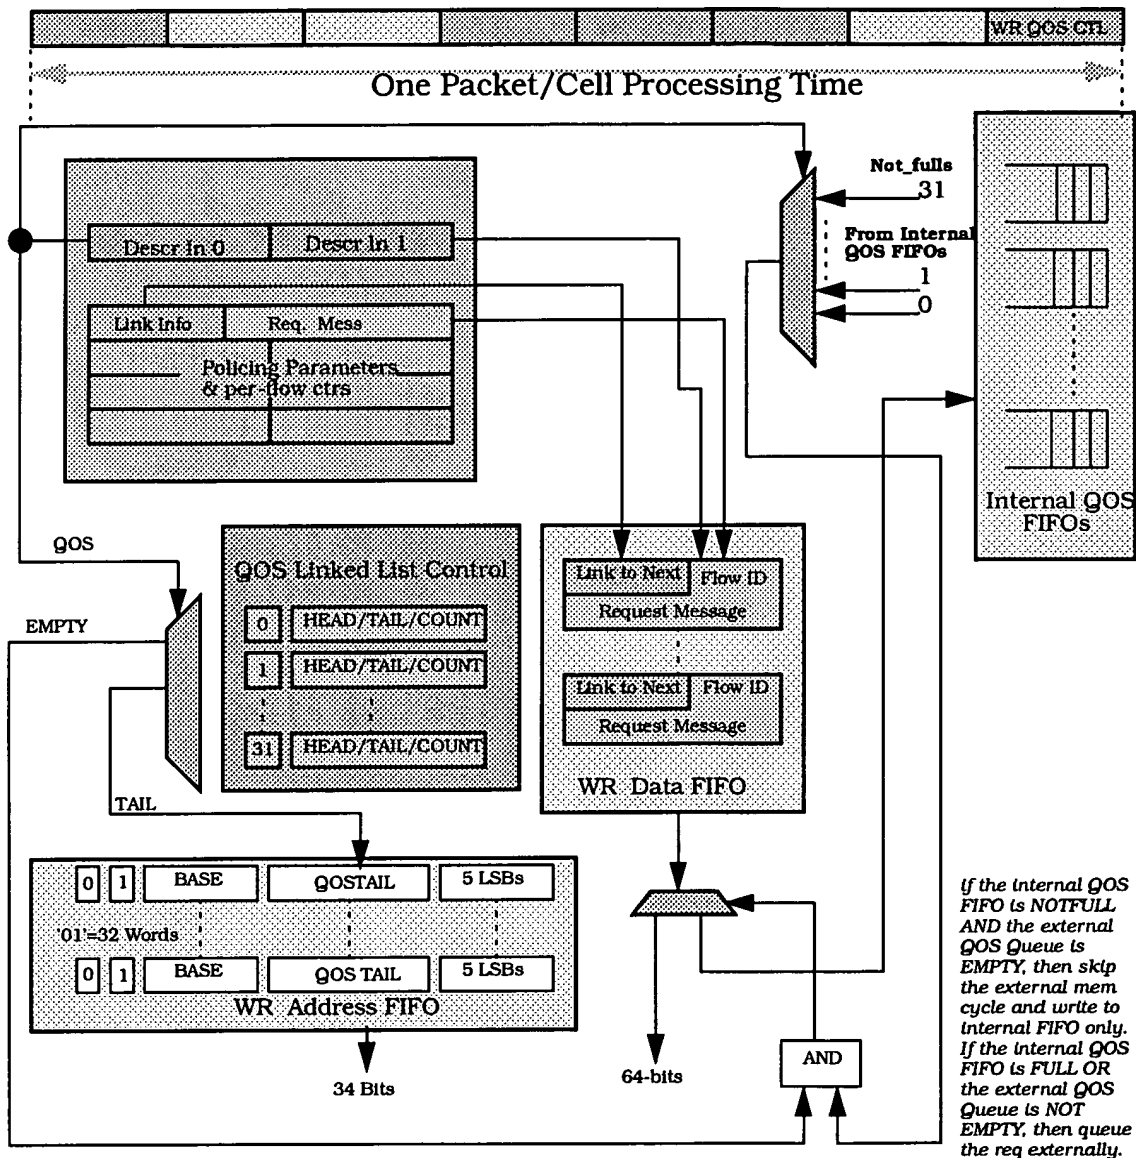 WR QOS CTL
One Packet/Cell Processing Time
Not_fulls
31
From Internal
QOS FIFOs
1
0
Descr In 0
Descr In 1
Link Info
Req. Mess
Policing Parameters
& per-flow ctrs
Internal QOS
FIFOs
QOS
EMPTY
TAIL
QOS Linked List Control
0
HEAD/TAIL/COUNT
1
HEAD/TAIL/COUNT
31
HEAD/TAIL/COUNT
Link to Next
Flow ID
Request Message
Link to Next
Flow ID
Request Message
WR Data FIFO
0
1
BASE
QOSTAIL
5 LSBs
'01'=32 Words
0
1
BASE
QOS TAIL
5 LSBs
WR Address FIFO
34 Bits
64-bits
AND
If the internal QOS
FIFO is NOTFULL
AND the external
QOS Queue is
EMPTY, then skip
the external mem
cycle and write to
internal FIFO only.
If the internal QOS
FIFO is FULL OR
the external QOS
Queue is NOT
EMPTY, then queue
the req externally.